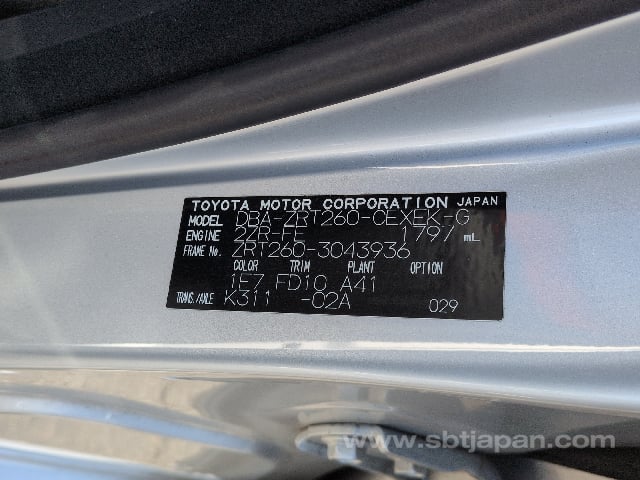 TOYOTA MOTOR CORPORATION JAPAN
MODEL DBA-ZRT260-CEXEK-G
ENGINE 2ZR-FE 1797 mL
FRAME No. ZRT260-3043936
COLOR TRIM PLANT OPTION
1E7 FD10 A41
TRANS./AXLE K311 -02A 029
www.sbtjapan.com